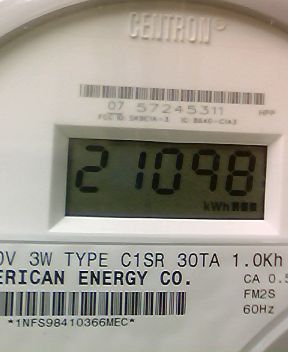 CENTRON®
07 57245311 HPP
21098
kWh
0V 3W TYPE C1SR 30TA 1.0Kh
ERICAN ENERGY CO. CA 0.5
FM2S
60Hz
*1NFS98410366MEC*